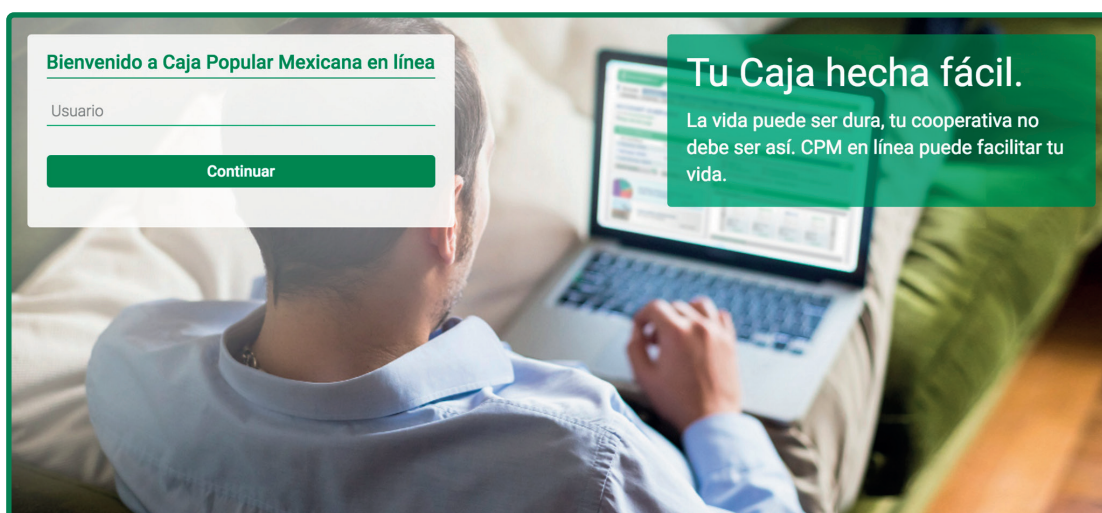 Bienvenido a Caja Popular Mexicana en línea
Usuario
Continuar
Tu Caja hecha fácil.
La vida puede ser dura, tu cooperativa no
debe ser así. CPM en línea puede facilitar tu
vida.